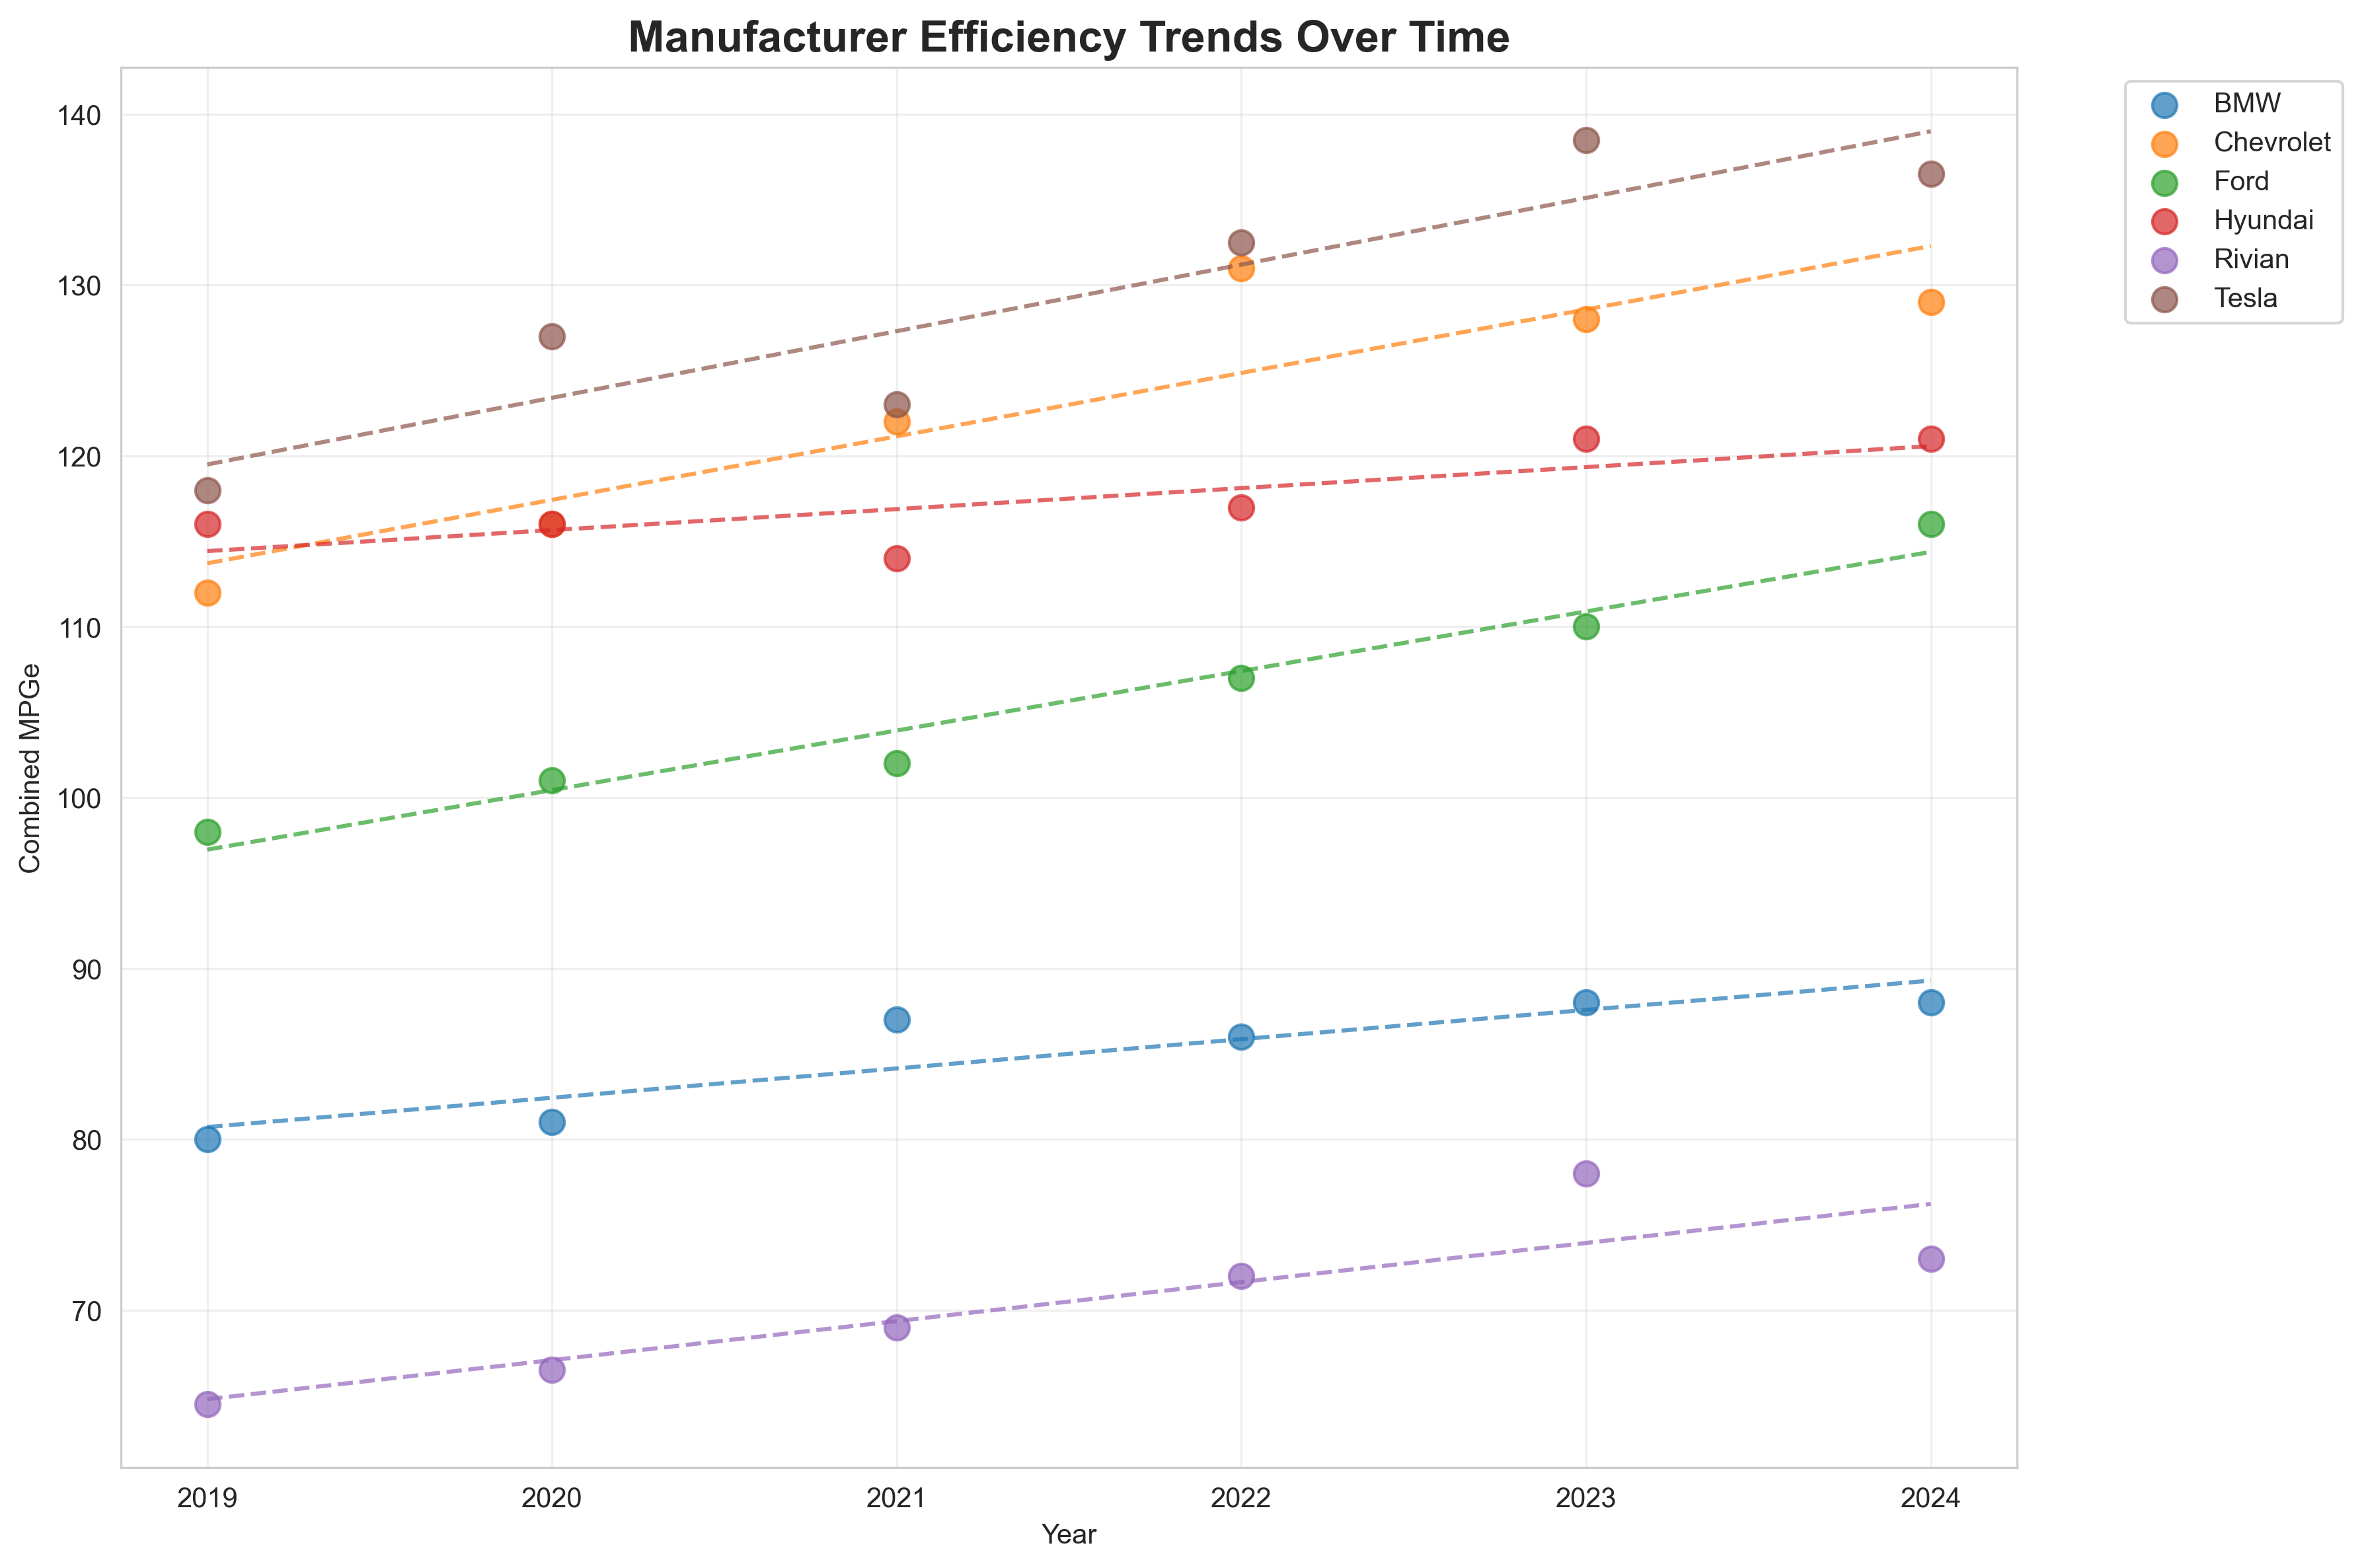 Manufacturer Efficiency Trends Over Time
BMW
Chevrolet
Ford
Hyundai
Rivian
Tesla
Combined MPGe
140
130
120
110
100
90
80
70
2019 2020 2021 2022 2023 2024
Year